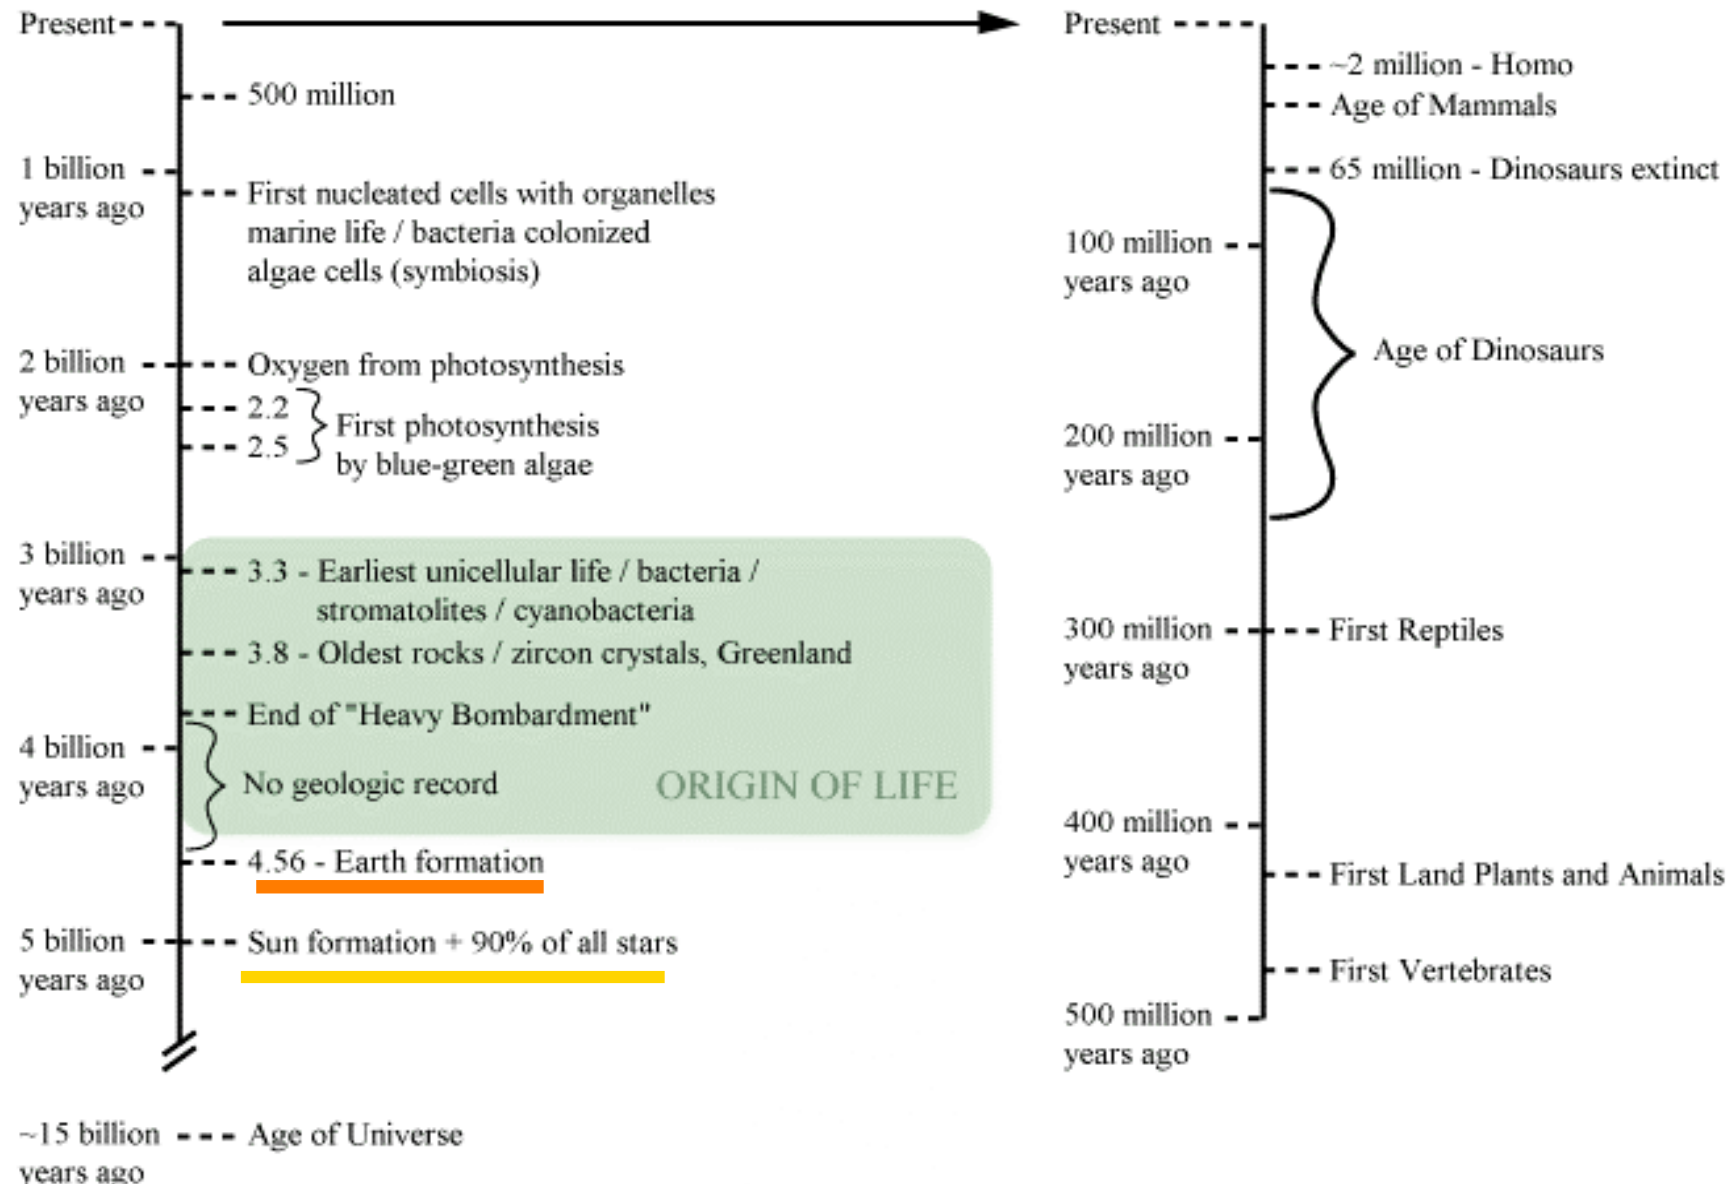 Present
500 million
1 billion
years ago
First nucleated cells with organelles
marine life / bacteria colonized
algae cells (symbiosis)
2 billion
years ago
Oxygen from photosynthesis
2.2
2.5
First photosynthesis
by blue-green algae
3 billion
years ago
3.3 - Earliest unicellular life / bacteria /
stromatolites / cyanobacteria
3.8 - Oldest rocks / zircon crystals, Greenland
End of "Heavy Bombardment"
4 billion
years ago
No geologic record
ORIGIN OF LIFE
4.56 - Earth formation
5 billion
years ago
Sun formation + 90% of all stars
~15 billion
years ago
Age of Universe
Present
~2 million - Homo
Age of Mammals
65 million - Dinosaurs extinct
100 million
years ago
Age of Dinosaurs
200 million
years ago
300 million
years ago
First Reptiles
400 million
years ago
First Land Plants and Animals
First Vertebrates
500 million
years ago